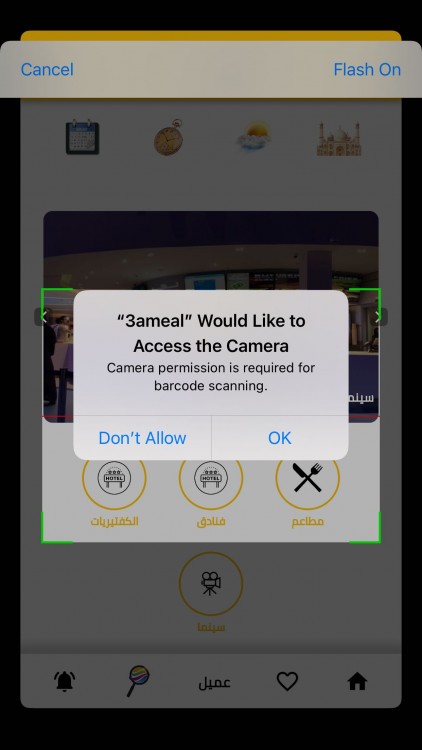 Cancel
Flash On
“3ameal” Would Like to
Access the Camera
Camera permission is required for
barcode scanning.
سينم
Don’t Allow
OK
HOTEL
HOTEL
مطاعم
فنادق
الكفتيريات
سينما
عميل